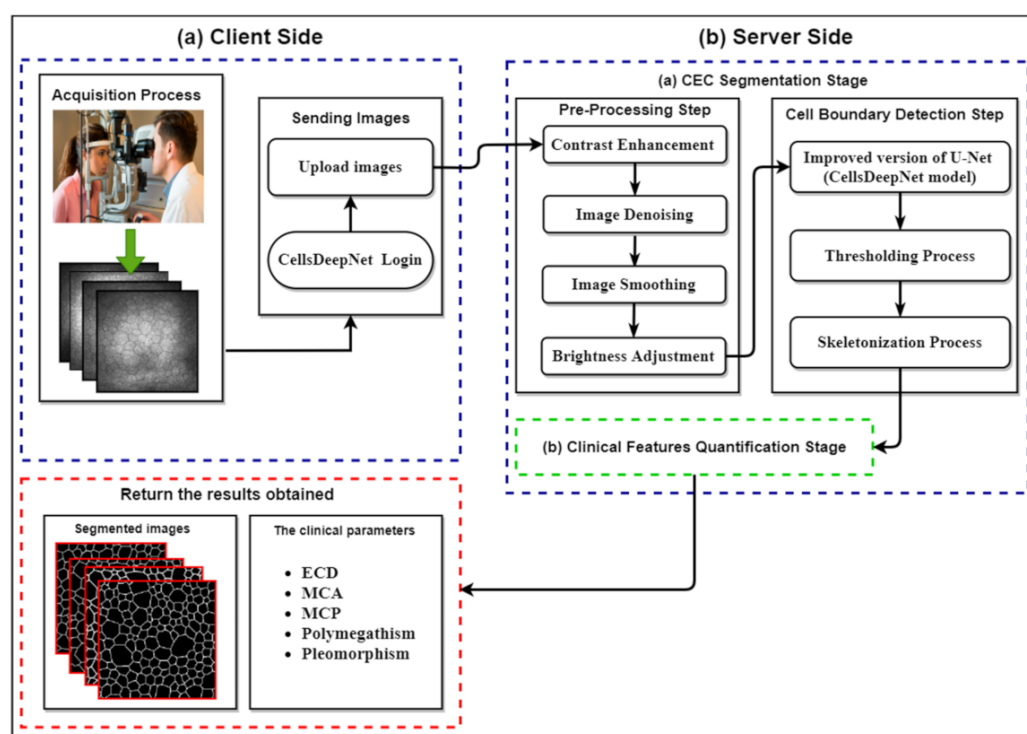 (a) Client Side
Acquisition Process
Sending Images
Upload images
CellsDeepNet Login
(b) Server Side
(a) CEC Segmentation Stage
Pre-Processing Step
Contrast Enhancement
Image Denoising
Image Smoothing
Brightness Adjustment
Cell Boundary Detection Step
Improved version of U-Net
(CellsDeepNet model)
Thresholding Process
Skeletonization Process
(b) Clinical Features Quantification Stage
Return the results obtained
Segmented images
The clinical parameters
• ECD
• MCA
• MCP
• Polymegathism
• Pleomorphism